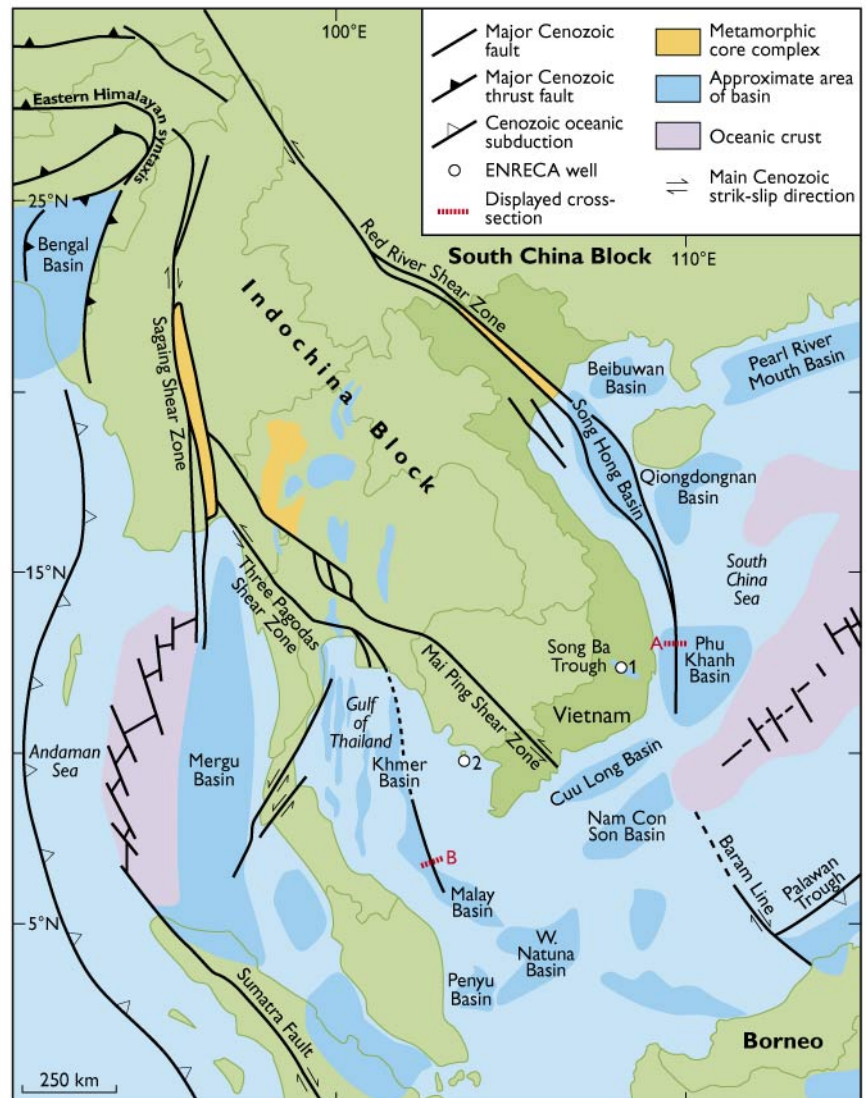 100°E
Major Cenozoic
fault
Major Cenozoic
thrust fault
Cenozoic oceanic
subduction
ENRECA well
Displayed cross-
section
Metamorphic
core complex
Approximate area
of basin
Oceanic crust
Main Cenozoic
strik-slip direction
Eastern Himalayan syntaxis
25°N
Bengal
Basin
South China Block
110°E
Red River Shear Zone
Indochina Block
Sagaing Shear Zone
Beibuwan
Basin
Pearl River
Mouth Basin
Song Hong Basin
Qiongdongnan
Basin
15°N
South
China
Sea
Three Pagodas
Shear Zone
Mai Ping Shear Zone
Song Ba
Trough
1
A
Phu
Khanh
Basin
Vietnam
Gulf
of
Thailand
Andaman
Sea
Mergu
Basin
Khmer
Basin
2
Cuu Long Basin
Nam Con
Son Basin
B
Baram Line
Palawan
Trough
Malay
Basin
5°N
W.
Natuna
Basin
Penyu
Basin
Sumatra Fault
Borneo
250 km